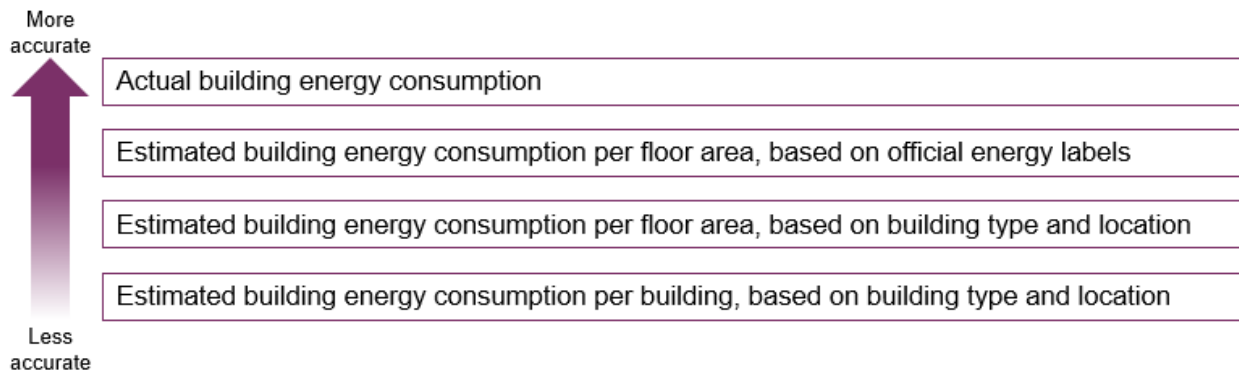 More
accurate
Actual building energy consumption
Estimated building energy consumption per floor area, based on official energy labels
Estimated building energy consumption per floor area, based on building type and location
Estimated building energy consumption per building, based on building type and location
Less
accurate